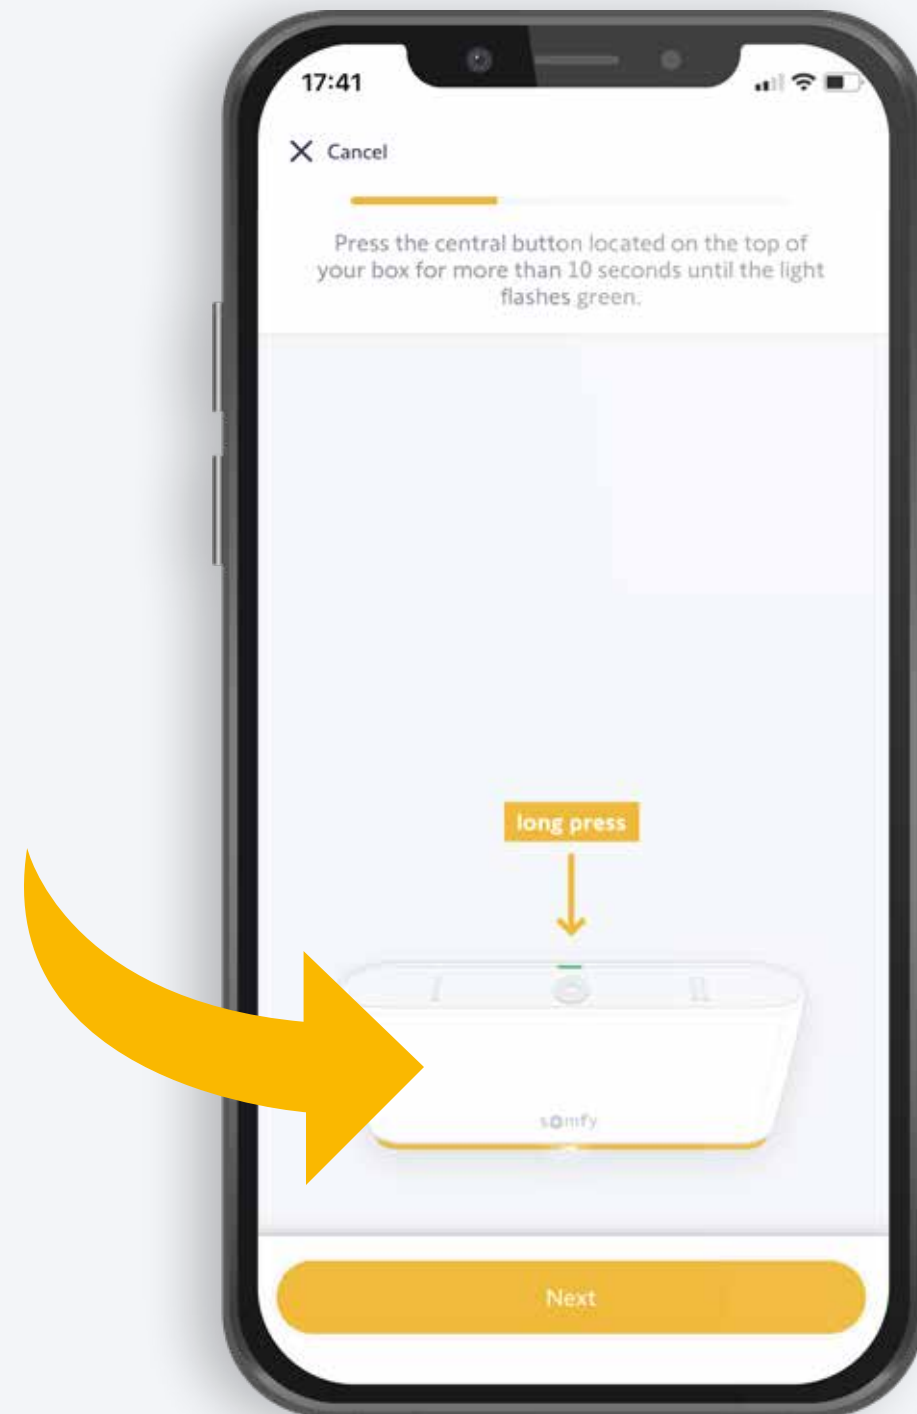 17:41
Cancel
Press the central button located on the top of
your box for more than 10 seconds until the light
flashes green.
long press
I
II
somfy
Next